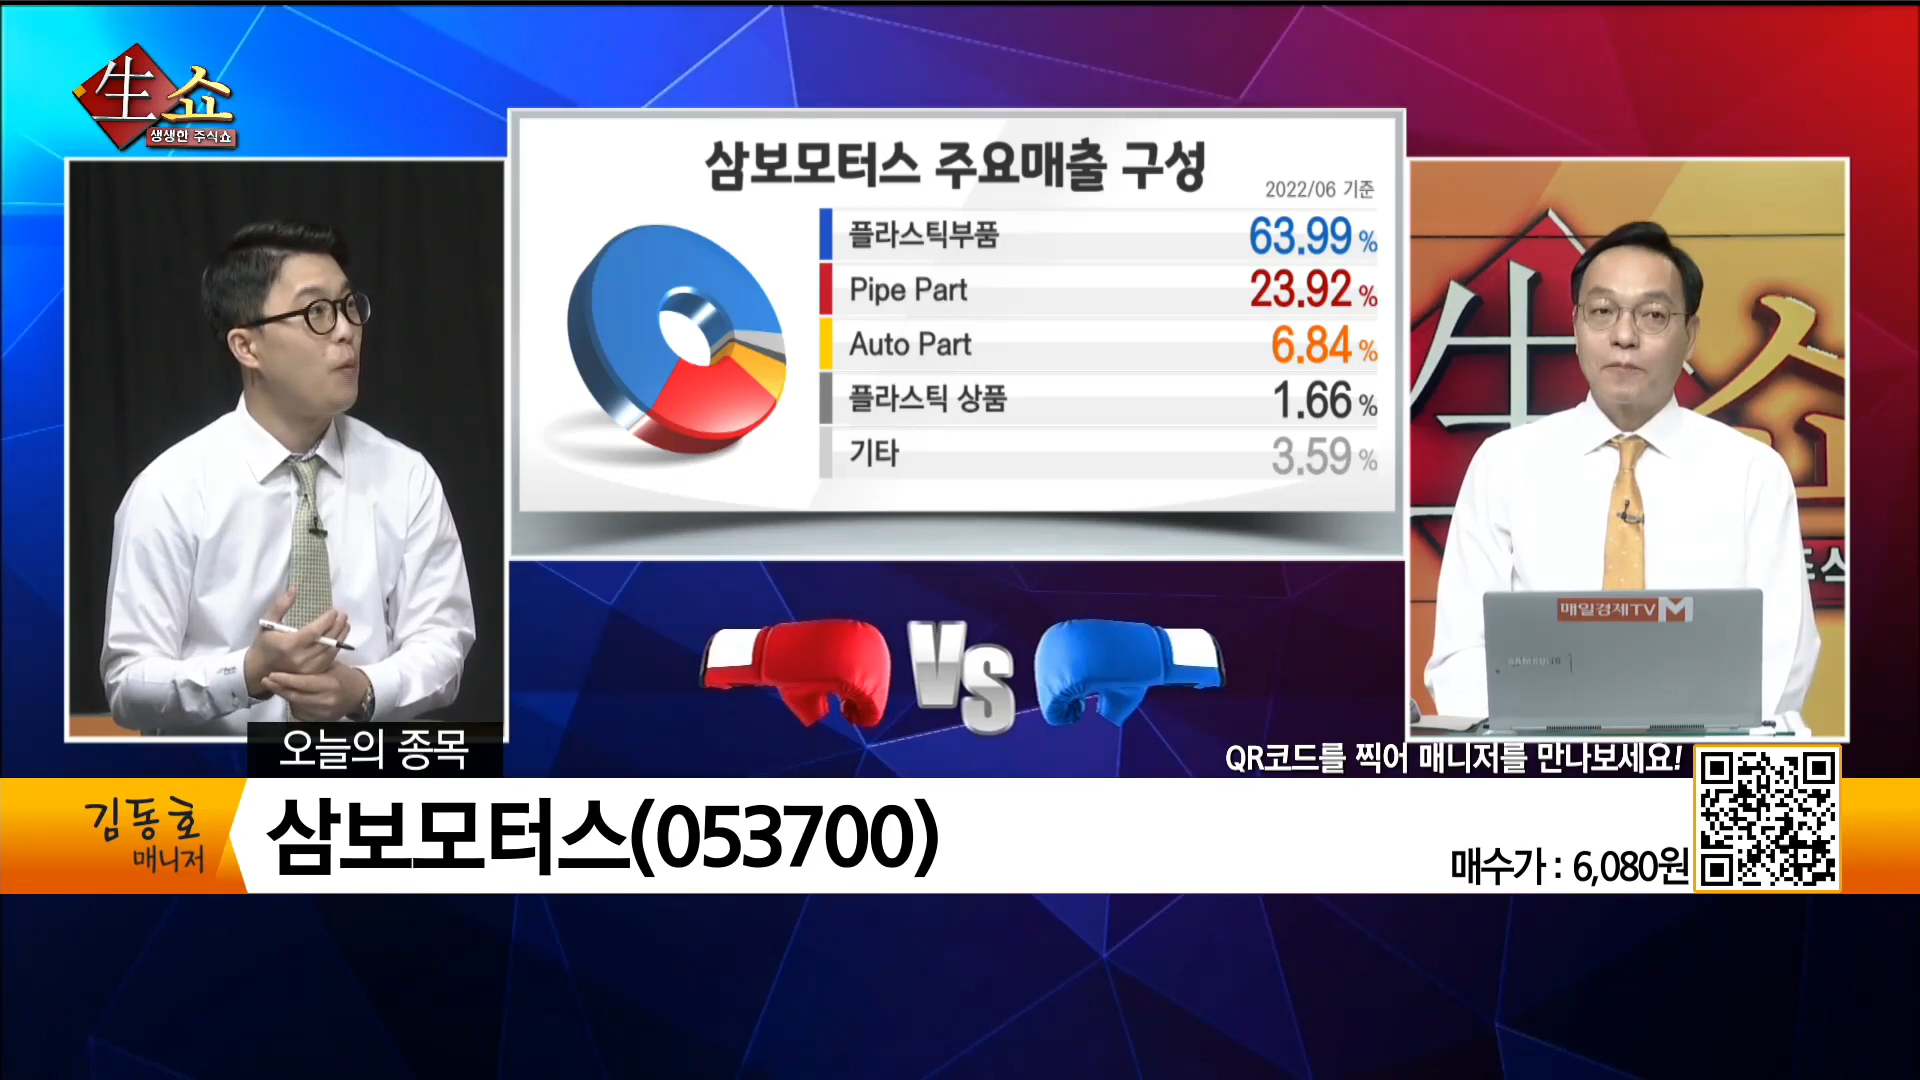 生쇼
생생한 주식쇼
삼보모터스 주요매출 구성
2022/06 기준
플라스틱부품 63.99 %
Pipe Part 23.92 %
Auto Part 6.84 %
플라스틱 상품 1.66 %
기타 3.59 %
生쇼
주식
매일경제TV M
SAMSUNG
VS
오늘의 종목
QR코드를 찍어 매니저를 만나보세요!
김동호
매니저
삼보모터스(053700)
매수가 : 6,080원